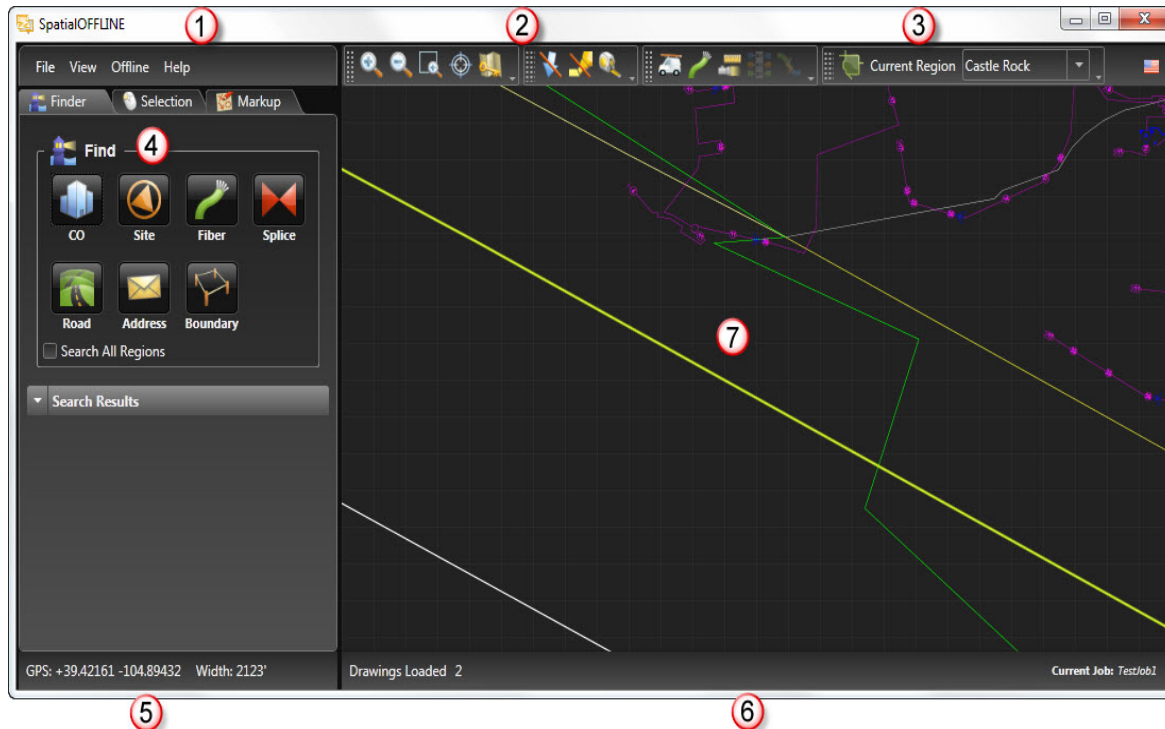 SpatialOFFLINE
1
2
3
File View Offline Help
Current Region Castle Rock
Finder Selection Markup
Find
4
CO Site Fiber Splice
Road Address Boundary
Search All Regions
7
Search Results
GPS: +39.42161 -104.89432 Width: 2123'
Drawings Loaded 2
Current Job: TestJob1
5
6